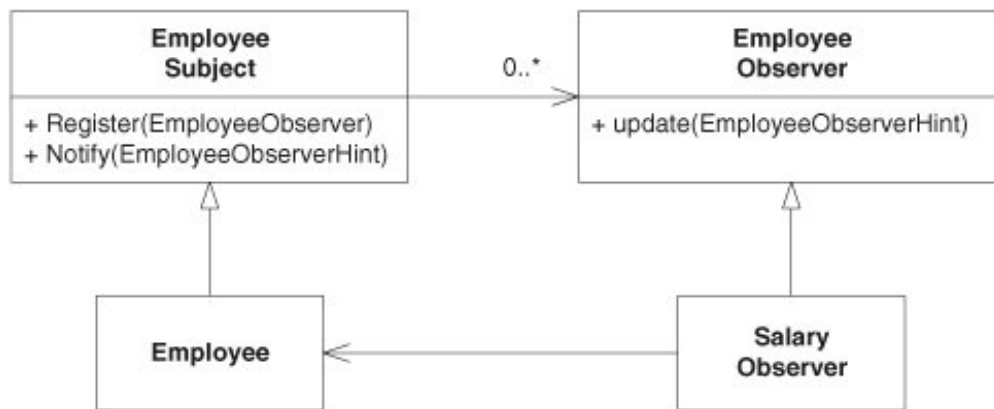 Employee
Subject
+ Register(EmployeeObserver)
+ Notify(EmployeeObserverHint)
0..*
Employee
Observer
+ update(EmployeeObserverHint)
Employee
Salary
Observer